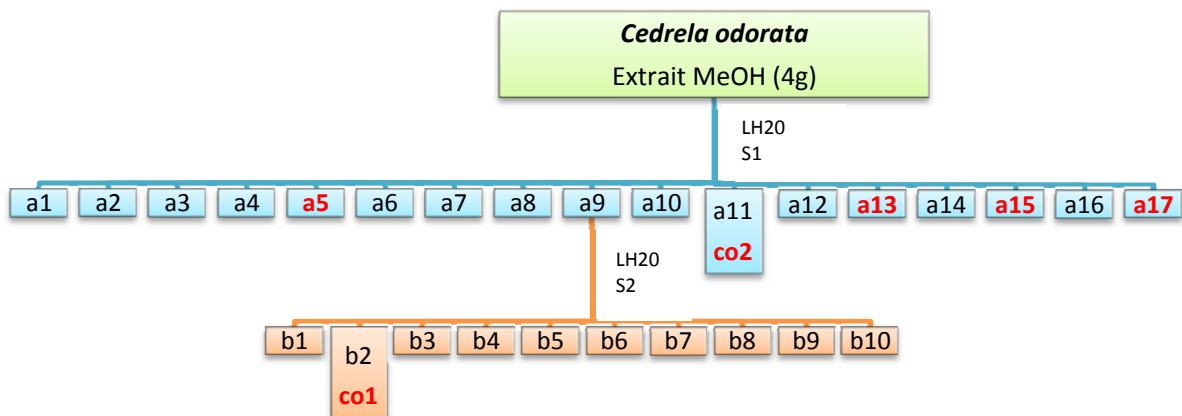 Cedrela odorata
Extrait MeOH (4g)
LH20
S1
a1 a2 a3 a4 a5 a6 a7 a8 a9 a10 a11 a12 a13 a14 a15 a16 a17
co2
LH20
S2
b1 b2 b3 b4 b5 b6 b7 b8 b9 b10
co1